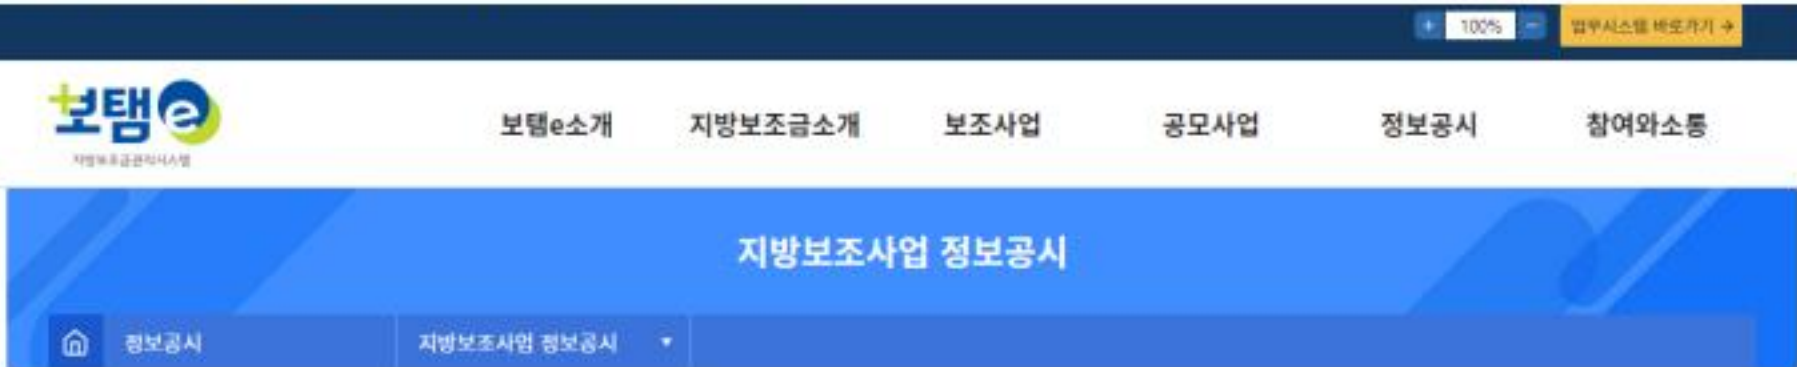 + 100% - 업무시스템 바로가기 →
보탬e
지방보조금관리시스템
보탬e소개 지방보조금소개 보조사업 공모사업 정보공시 참여와소통
지방보조사업 정보공시
정보공시 지방보조사업 정보공시